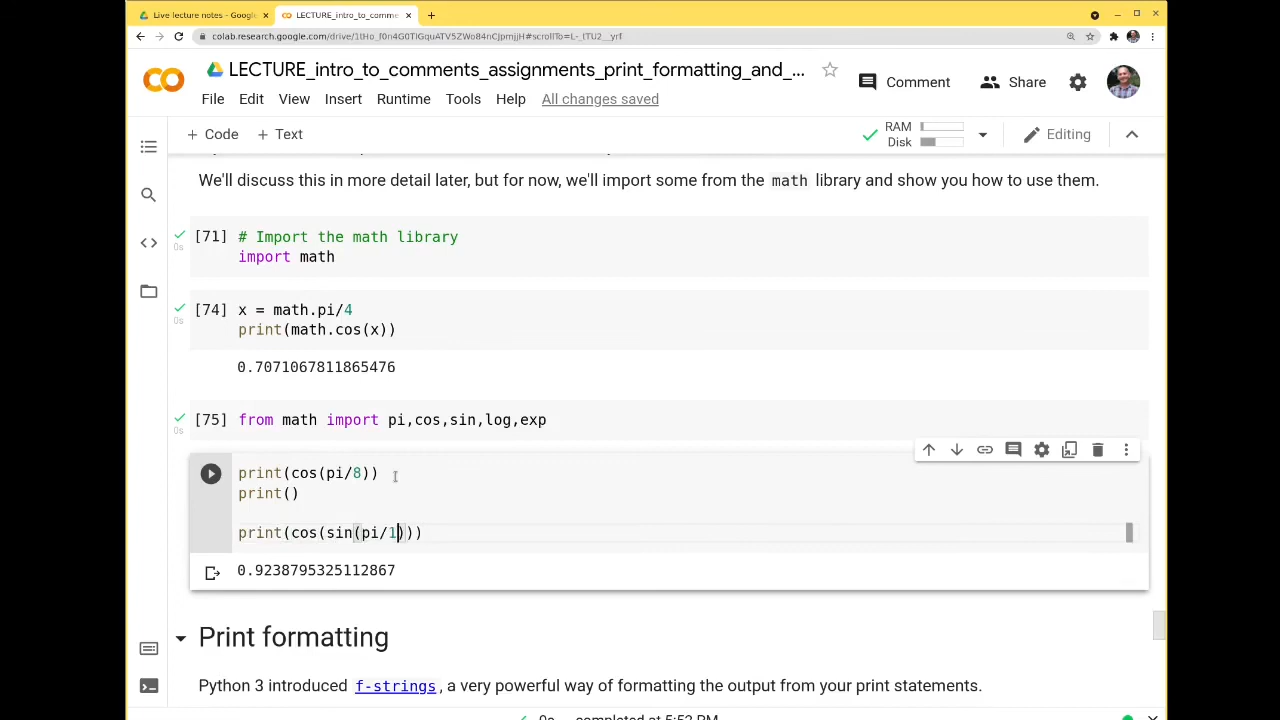 Live lecture notes - Google
LECTURE_intro_to_comme
colab.research.google.com/drive/
LECTURE_intro_to_comments_assignments_print_formatting_and_...
Comment
Share
File Edit View Insert Runtime Tools Help All changes saved
+ Code + Text
RAM
Disk
Editing
We'll discuss this in more detail later, but for now, we'll import some from the math library and show you how to use them.
[71] # Import the math library
0s
import math
[74] x = math.pi/4
0s
print(math.cos(x))
0.7071067811865476
[75] from math import pi,cos,sin,log,exp
0s
print(cos(pi/8))
print()
print(cos(sin(pi/1)))
0.9238795325112867
Print formatting
Python 3 introduced f-strings, a very powerful way of formatting the output from your print statements.
0s completed at 5:52 PM